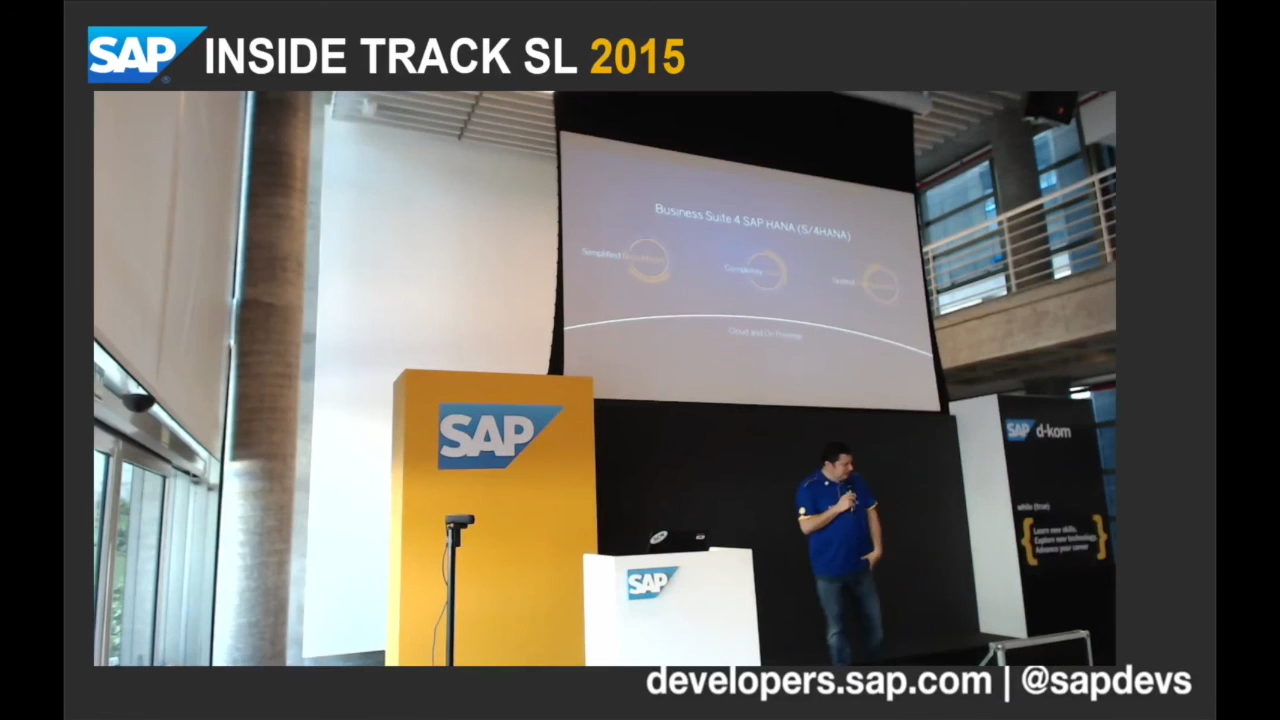 SAP® INSIDE TRACK SL 2015
Business Suite 4 SAP HANA (S/4HANA)
Simplified
Cloud and On Premise
SAP
SAP d-kom
while (true)
{Learn new skills,
Explore new technology,
Advance your career}
SAP
developers.sap.com | @sapdevs